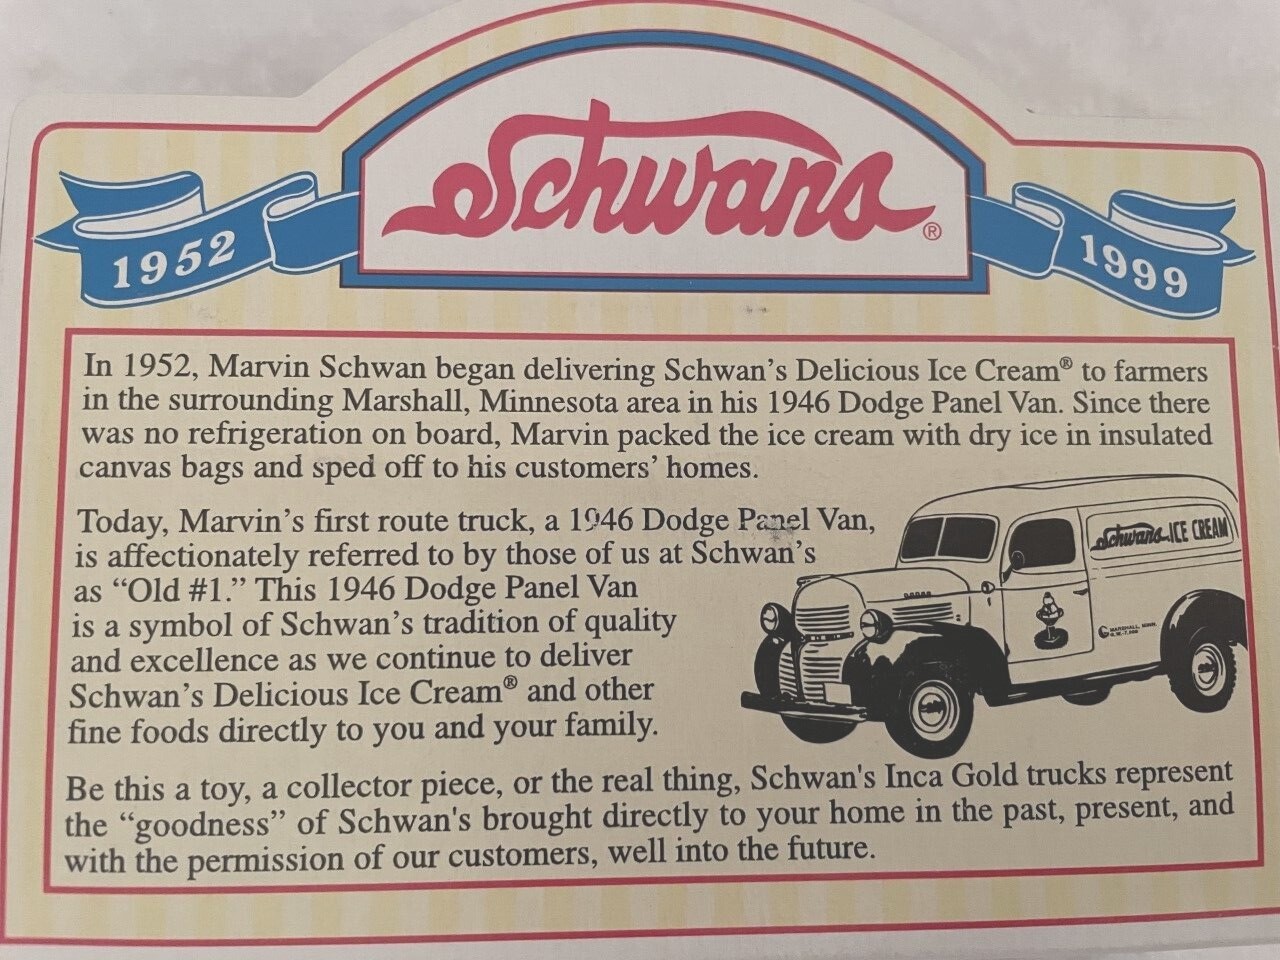 Schwans®
1952
1999
In 1952, Marvin Schwan began delivering Schwan's Delicious Ice Cream® to farmers
in the surrounding Marshall, Minnesota area in his 1946 Dodge Panel Van. Since there
was no refrigeration on board, Marvin packed the ice cream with dry ice in insulated
canvas bags and sped off to his customers' homes.
Today, Marvin's first route truck, a 1946 Dodge Panel Van,
is affectionately referred to by those of us at Schwan's
as “Old #1.” This 1946 Dodge Panel Van
is a symbol of Schwan's tradition of quality
and excellence as we continue to deliver
Schwan's Delicious Ice Cream® and other
fine foods directly to you and your family.
Schwans ICE CREAM
DODGE
MARSHALL, MINN.
Be this a toy, a collector piece, or the real thing, Schwan's Inca Gold trucks represent
the “goodness” of Schwan's brought directly to your home in the past, present, and
with the permission of our customers, well into the future.